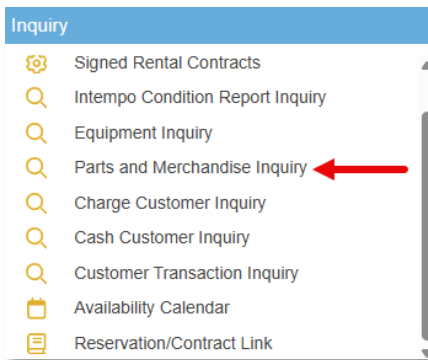 Inquiry
Signed Rental Contracts
Intempo Condition Report Inquiry
Equipment Inquiry
Parts and Merchandise Inquiry
Charge Customer Inquiry
Cash Customer Inquiry
Customer Transaction Inquiry
Availability Calendar
Reservation/Contract Link